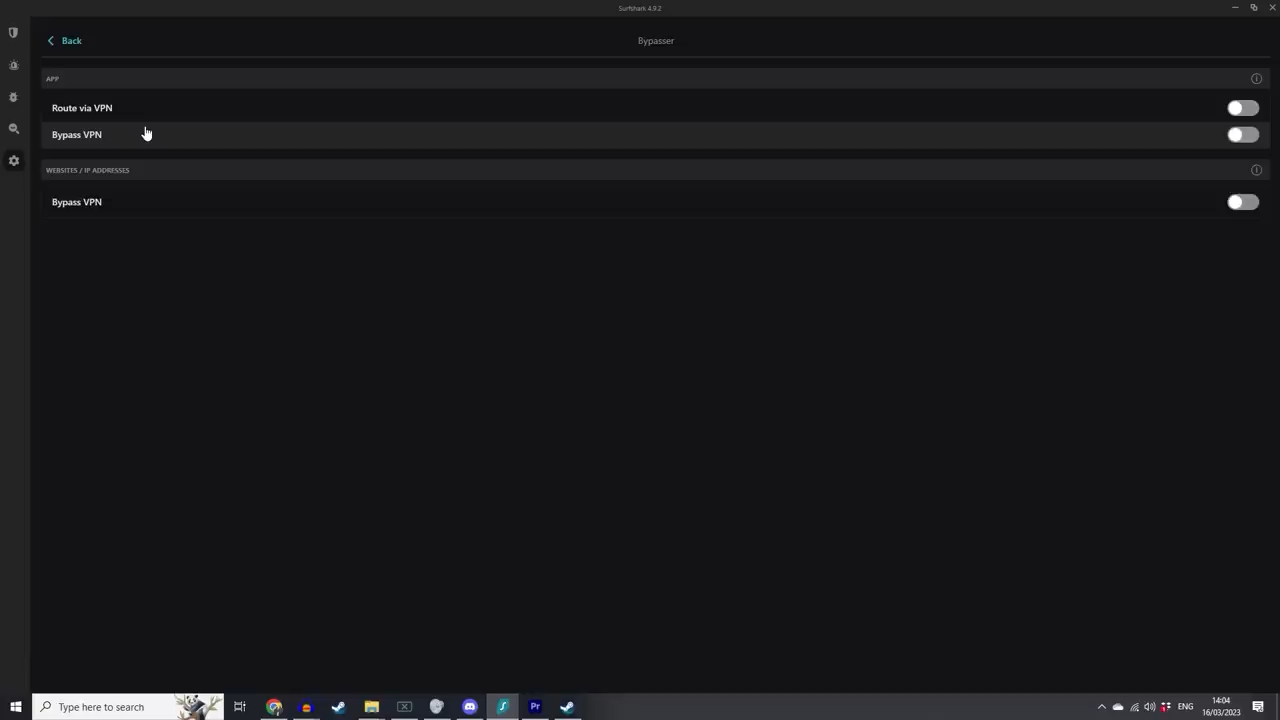 Surfshark 4.9.2
Back
Bypasser
APP
Route via VPN
Bypass VPN
WEBSITES / IP ADDRESSES
Bypass VPN
Type here to search
Pr
ENG
14:04
16/03/2023